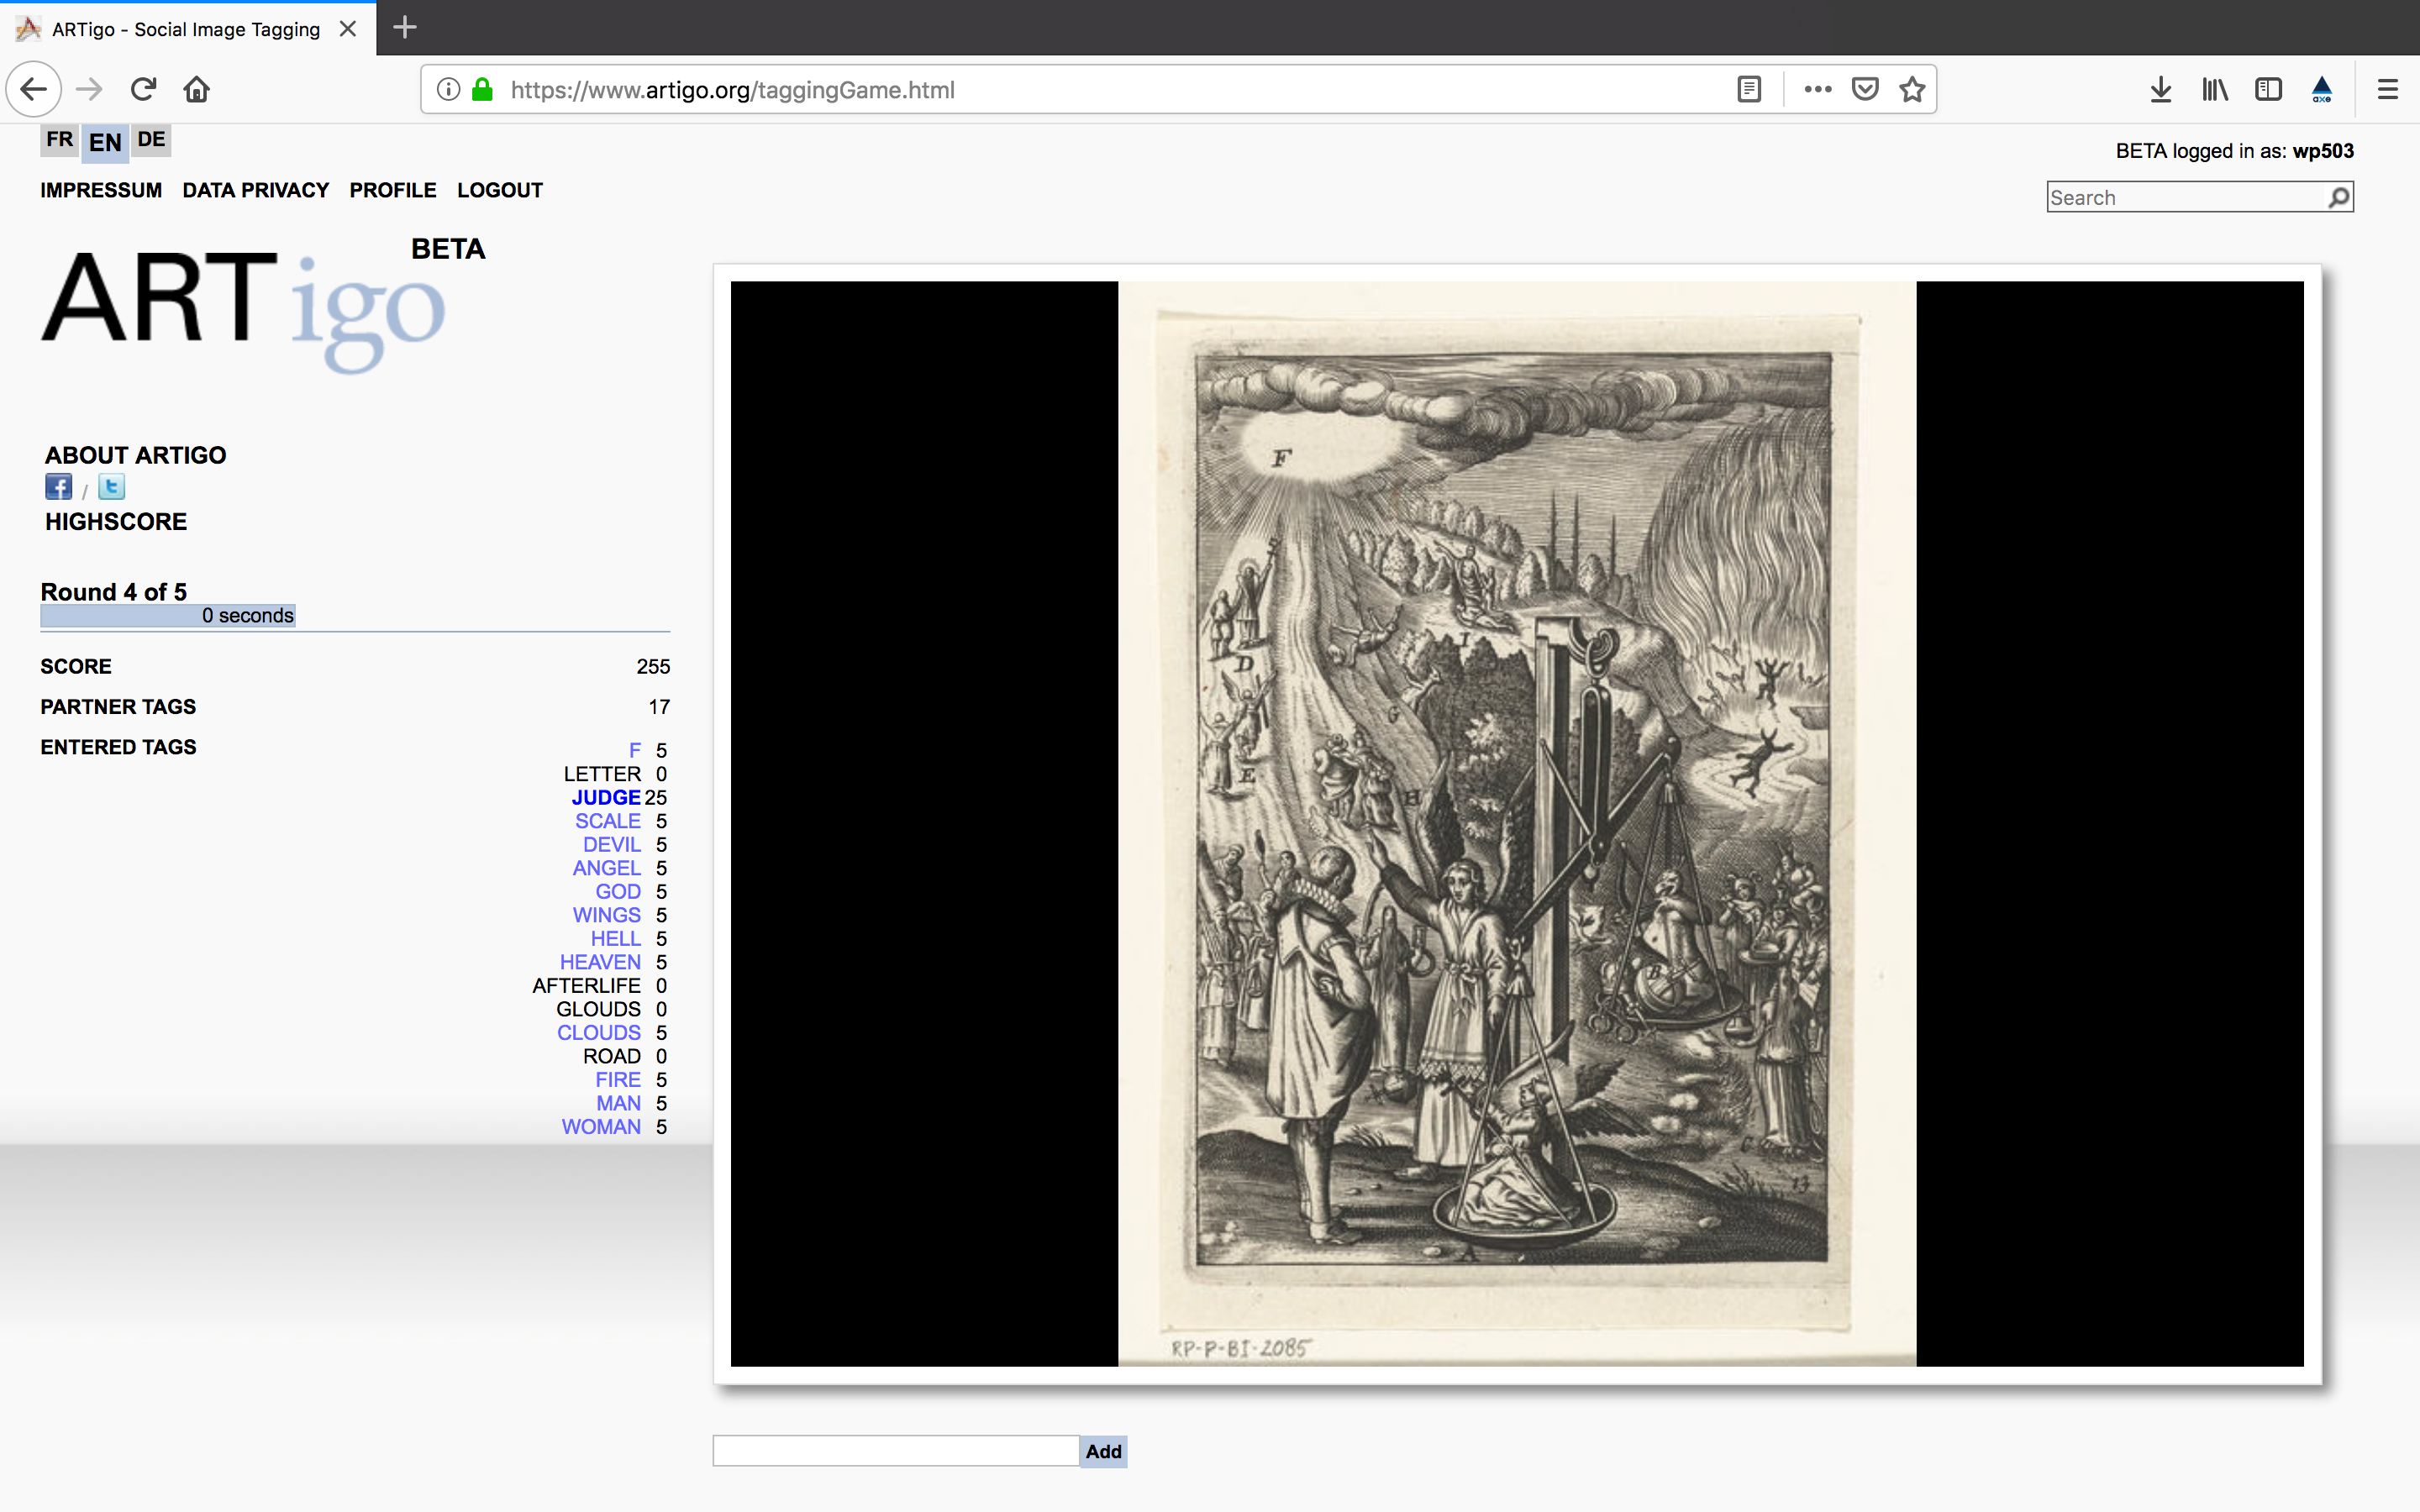 ARTigo - Social Image Tagging
https://www.artigo.org/taggingGame.html
axe
FR EN DE
BETA logged in as: wp503
IMPRESSUM DATA PRIVACY PROFILE LOGOUT
Search
BETA
ARTigo
ABOUT ARTIGO
f / t
HIGHSCORE
Round 4 of 5
0 seconds
SCORE 255
PARTNER TAGS 17
ENTERED TAGS
F 5
LETTER 0
JUDGE 25
SCALE 5
DEVIL 5
ANGEL 5
GOD 5
WINGS 5
HELL 5
HEAVEN 5
AFTERLIFE 0
GLOUDS 0
CLOUDS 5
ROAD 0
FIRE 5
MAN 5
WOMAN 5
F
I
D
G
E
H
B
C
13
A
RP-P-BI-2085
Add